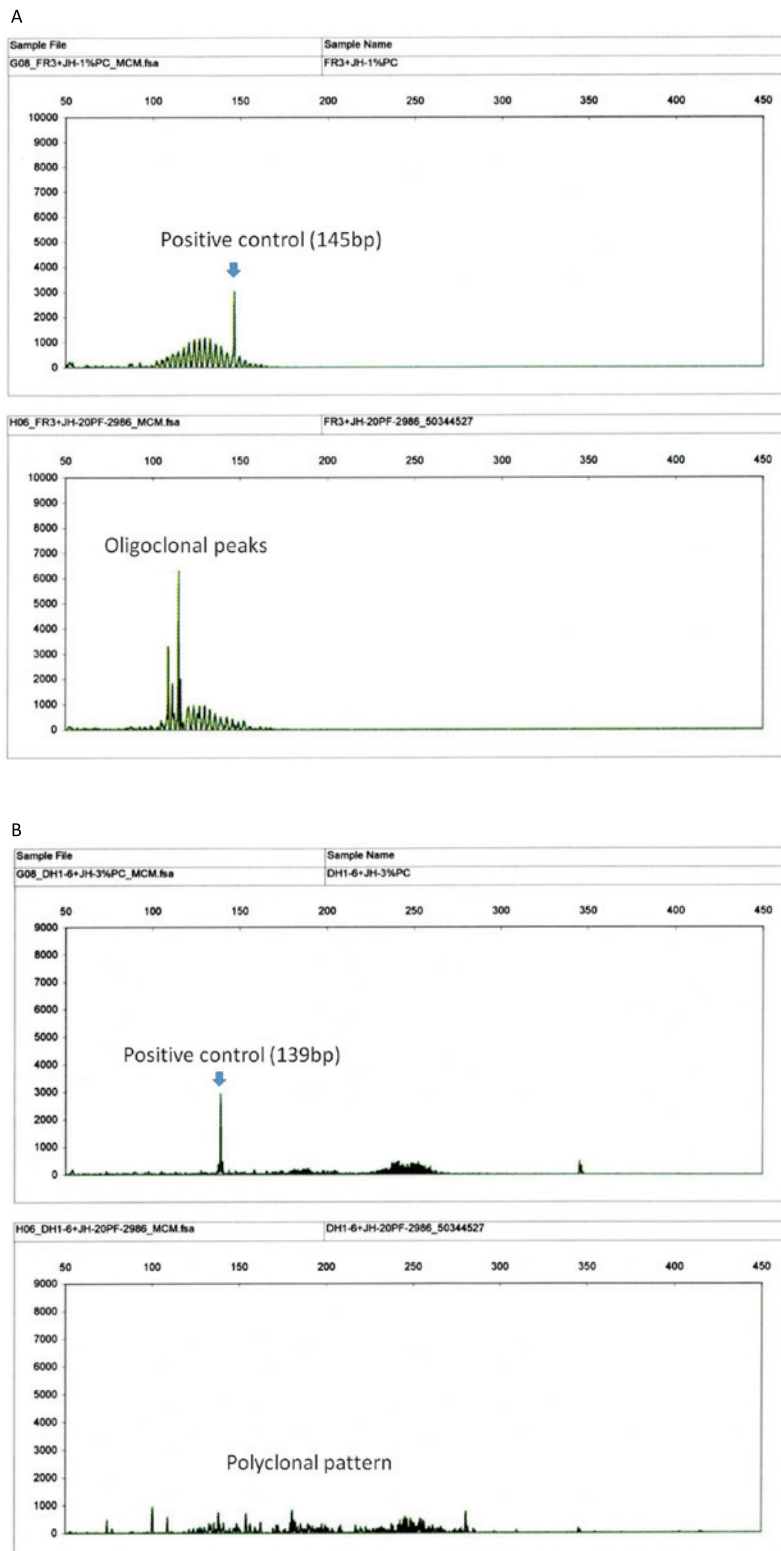 A
Sample File Sample Name
G08_FR3+JH-1%PC_MCM.fsa FR3+JH-1%PC
50 100 150 200 250 300 350 400 450
10000
9000
8000
7000
6000
5000
Positive control (145bp)
4000
3000
2000
1000
0
H06_FR3+JH-20PF-2986_MCM.fsa FR3+JH-20PF-2986_50344527
50 100 150 200 250 300 350 400 450
10000
9000
8000
Oligoclonal peaks
7000
6000
5000
4000
3000
2000
1000
0
B
Sample File Sample Name
G08_DH1-6+JH-3%PC_MCM.fsa DH1-6+JH-3%PC
50 100 150 200 250 300 350 400 450
9000
8000
7000
6000
5000
Positive control (139bp)
4000
3000
2000
1000
0
H06_DH1-6+JH-20PF-2986_MCM.fsa DH1-6+JH-20PF-2986_50344527
50 100 150 200 250 300 350 400 450
9000
8000
7000
6000
5000
4000
3000
Polyclonal pattern
2000
1000
0